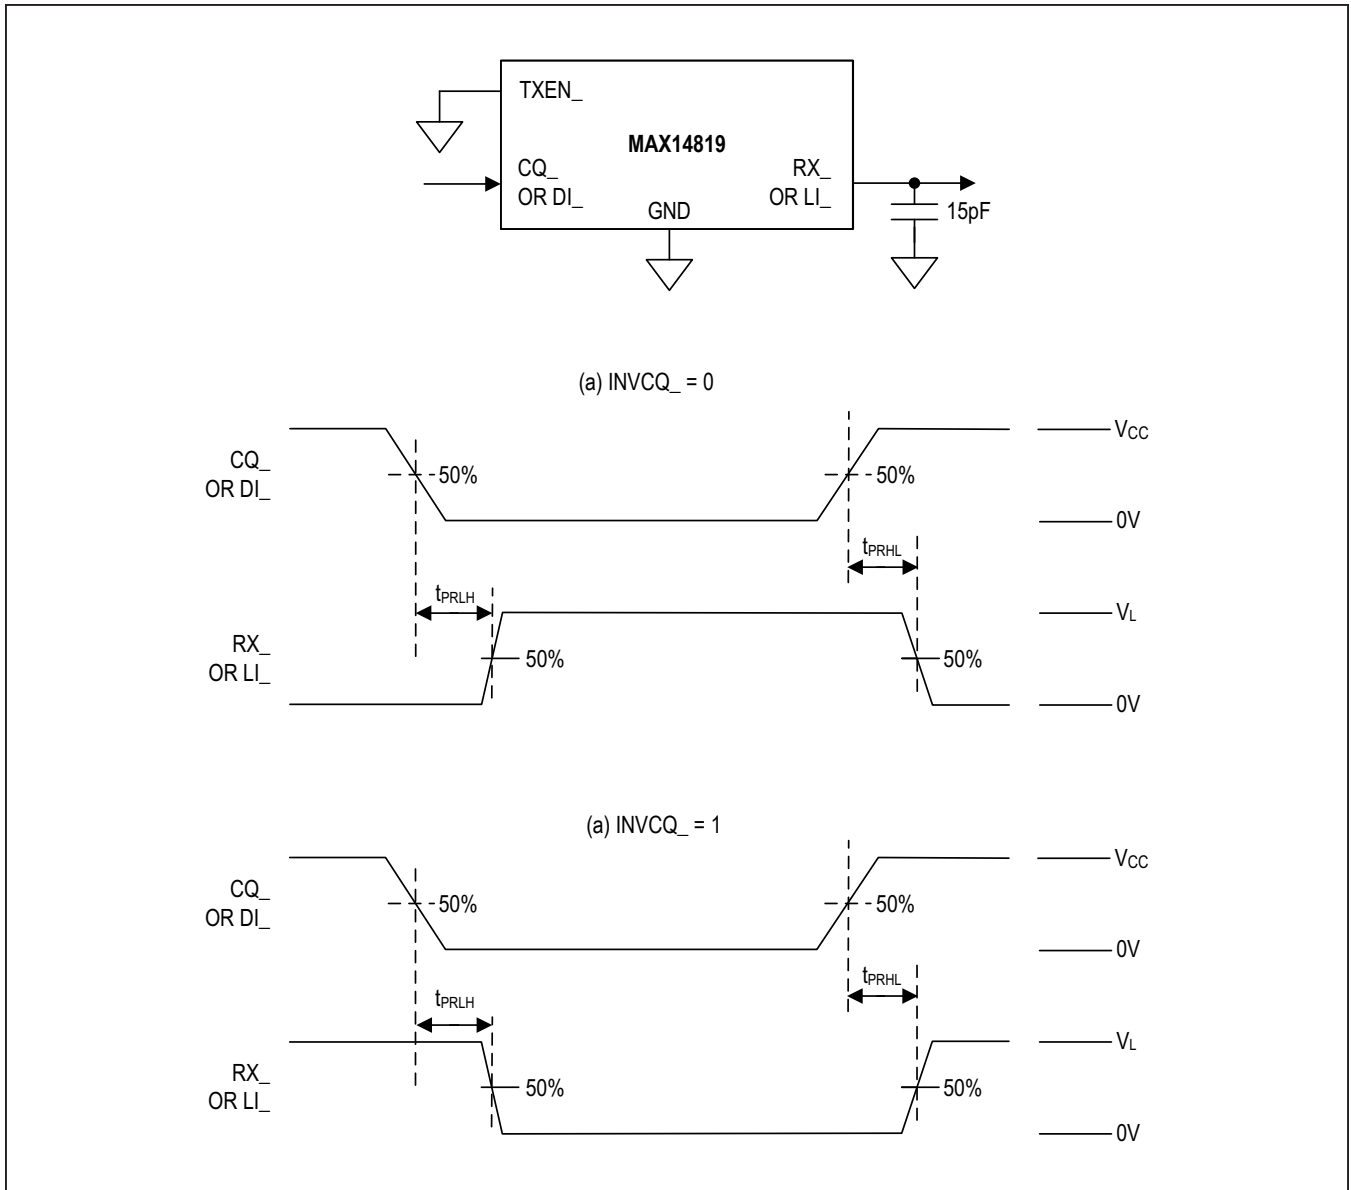 TXEN_
MAX14819
CQ_
OR DI_
RX_
OR LI_
GND
15pF
(a) INVCQ_ = 0
CQ_
OR DI_
50%
50%
VCC
0V
tPRHL
tPRLH
RX_
OR LI_
50%
50%
VL
0V
(a) INVCQ_ = 1
CQ_
OR DI_
50%
50%
VCC
0V
tPRHL
tPRLH
RX_
OR LI_
50%
50%
VL
0V